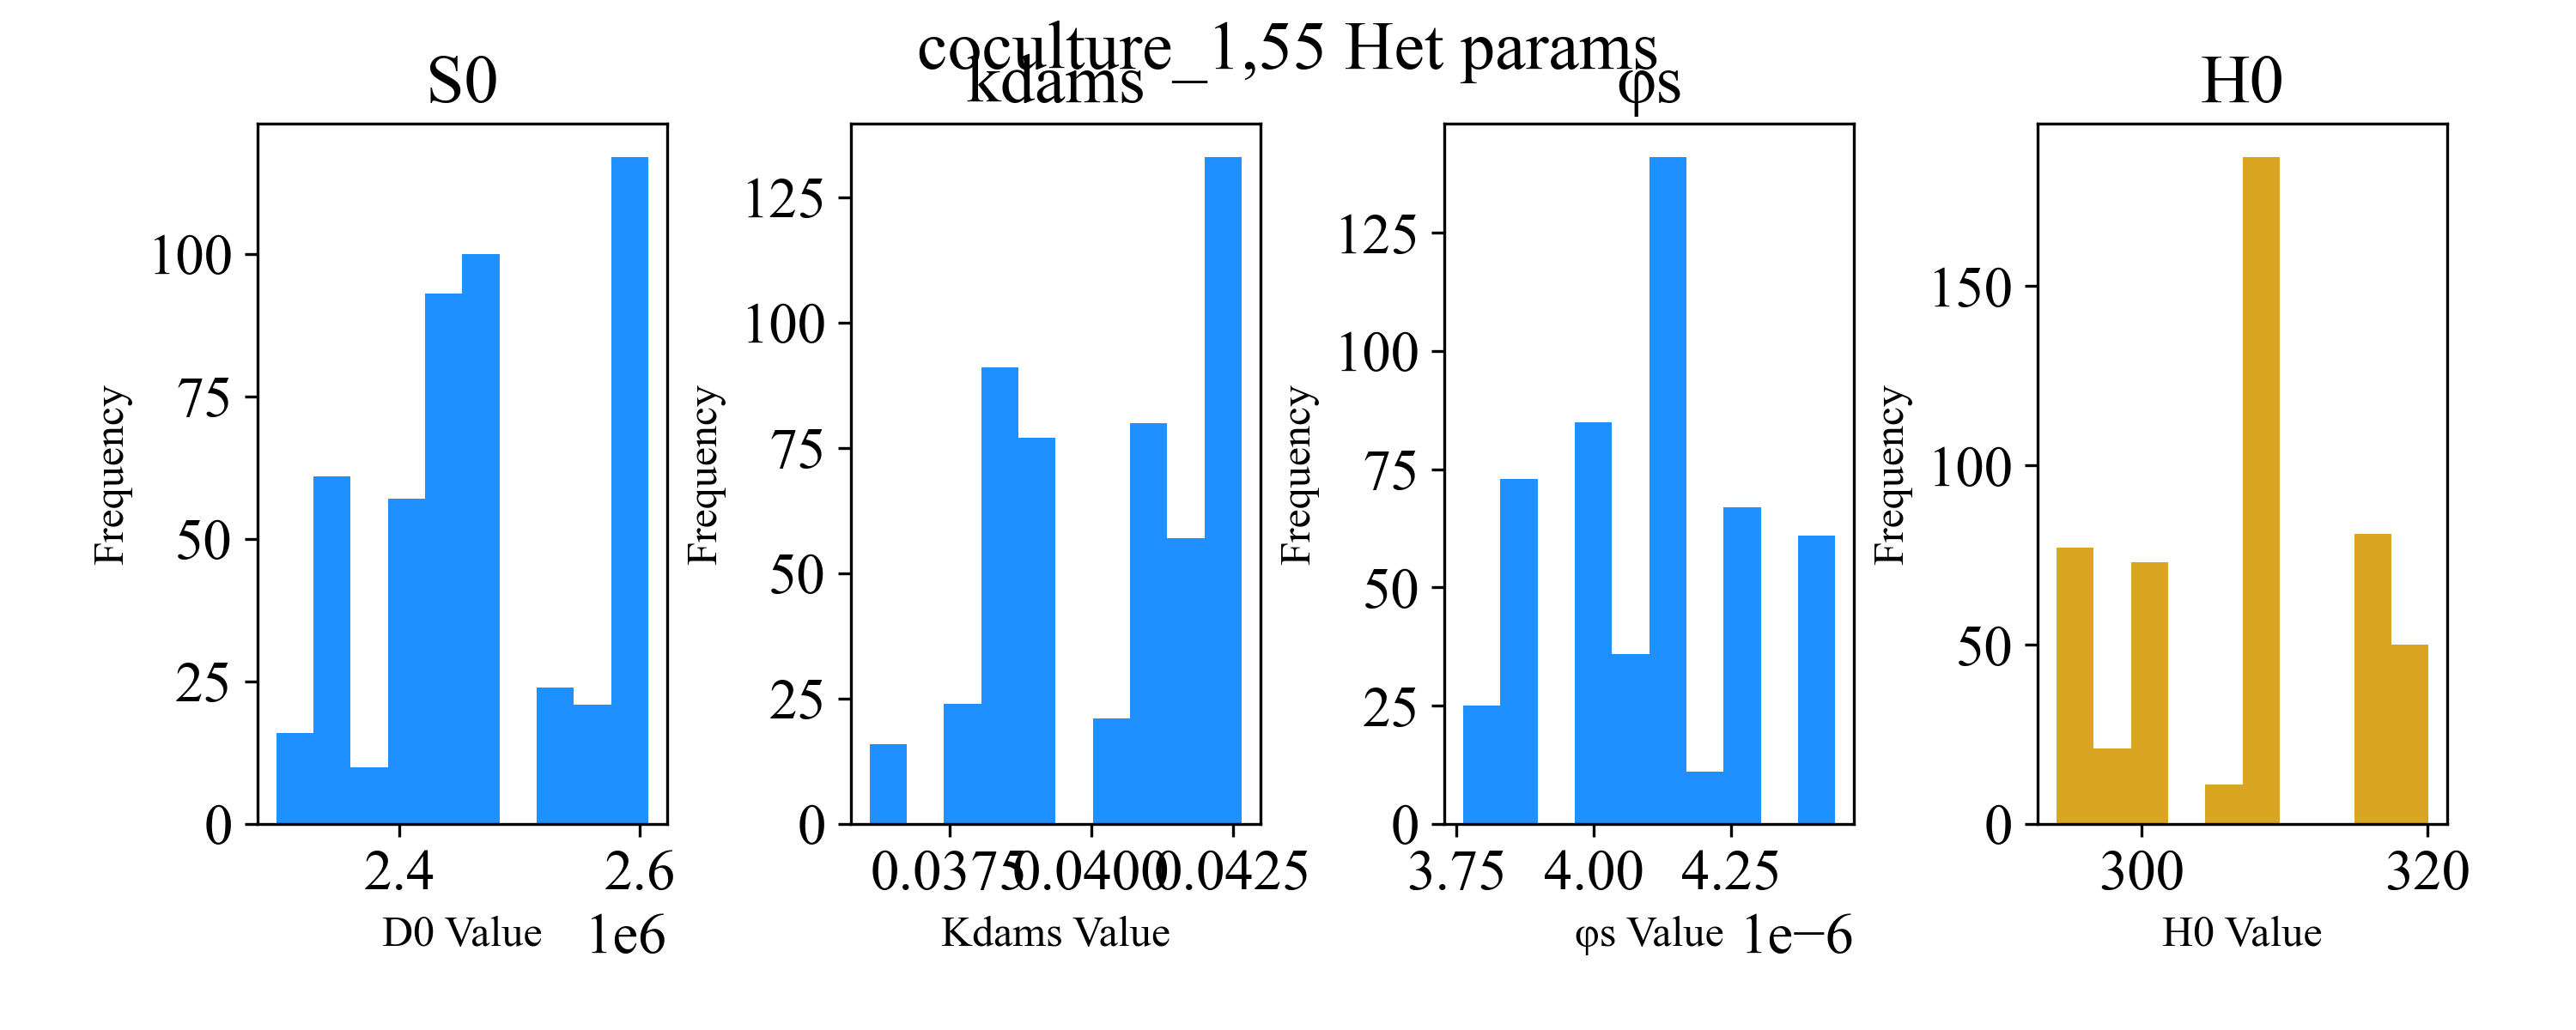 coculture_1,55 Het params
S0
kdams
φs
H0
Frequency
0
25
50
75
100
2.4
2.6
D0 Value
1e6
Frequency
0
25
50
75
100
125
0.0375
0.0400
0.0425
Kdams Value
Frequency
0
25
50
75
100
125
3.75
4.00
4.25
φs Value
1e−6
Frequency
0
50
100
150
300
320
H0 Value